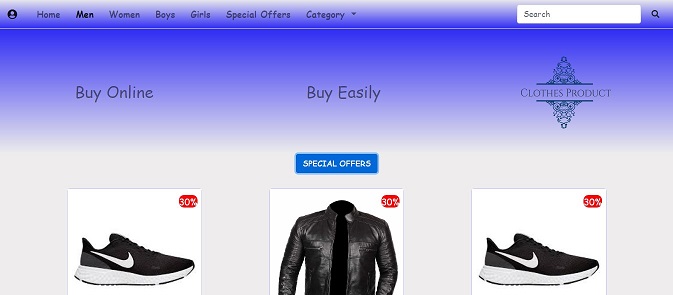 Home Men Women Boys Girls Special Offers Category Search
Buy Online Buy Easily CLOTHES PRODUCT
SPECIAL OFFERS
30% 30% 30%